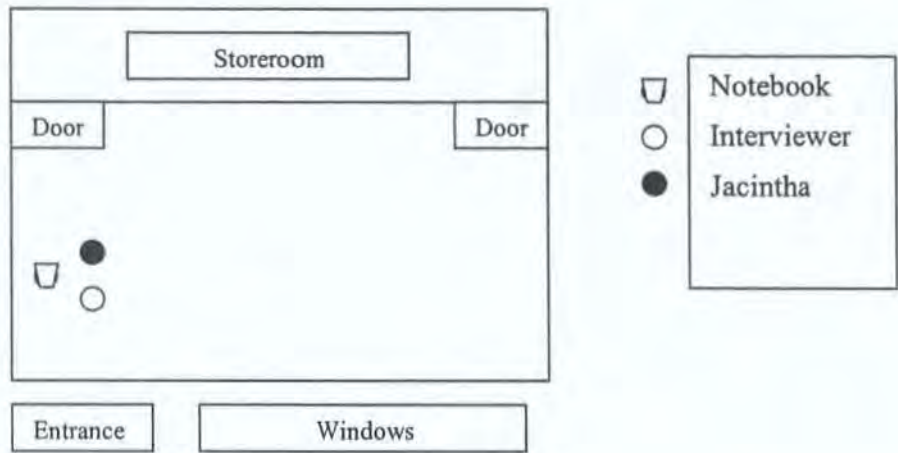 Storeroom
Door
Door
Entrance
Windows
Notebook
Interviewer
Jacintha